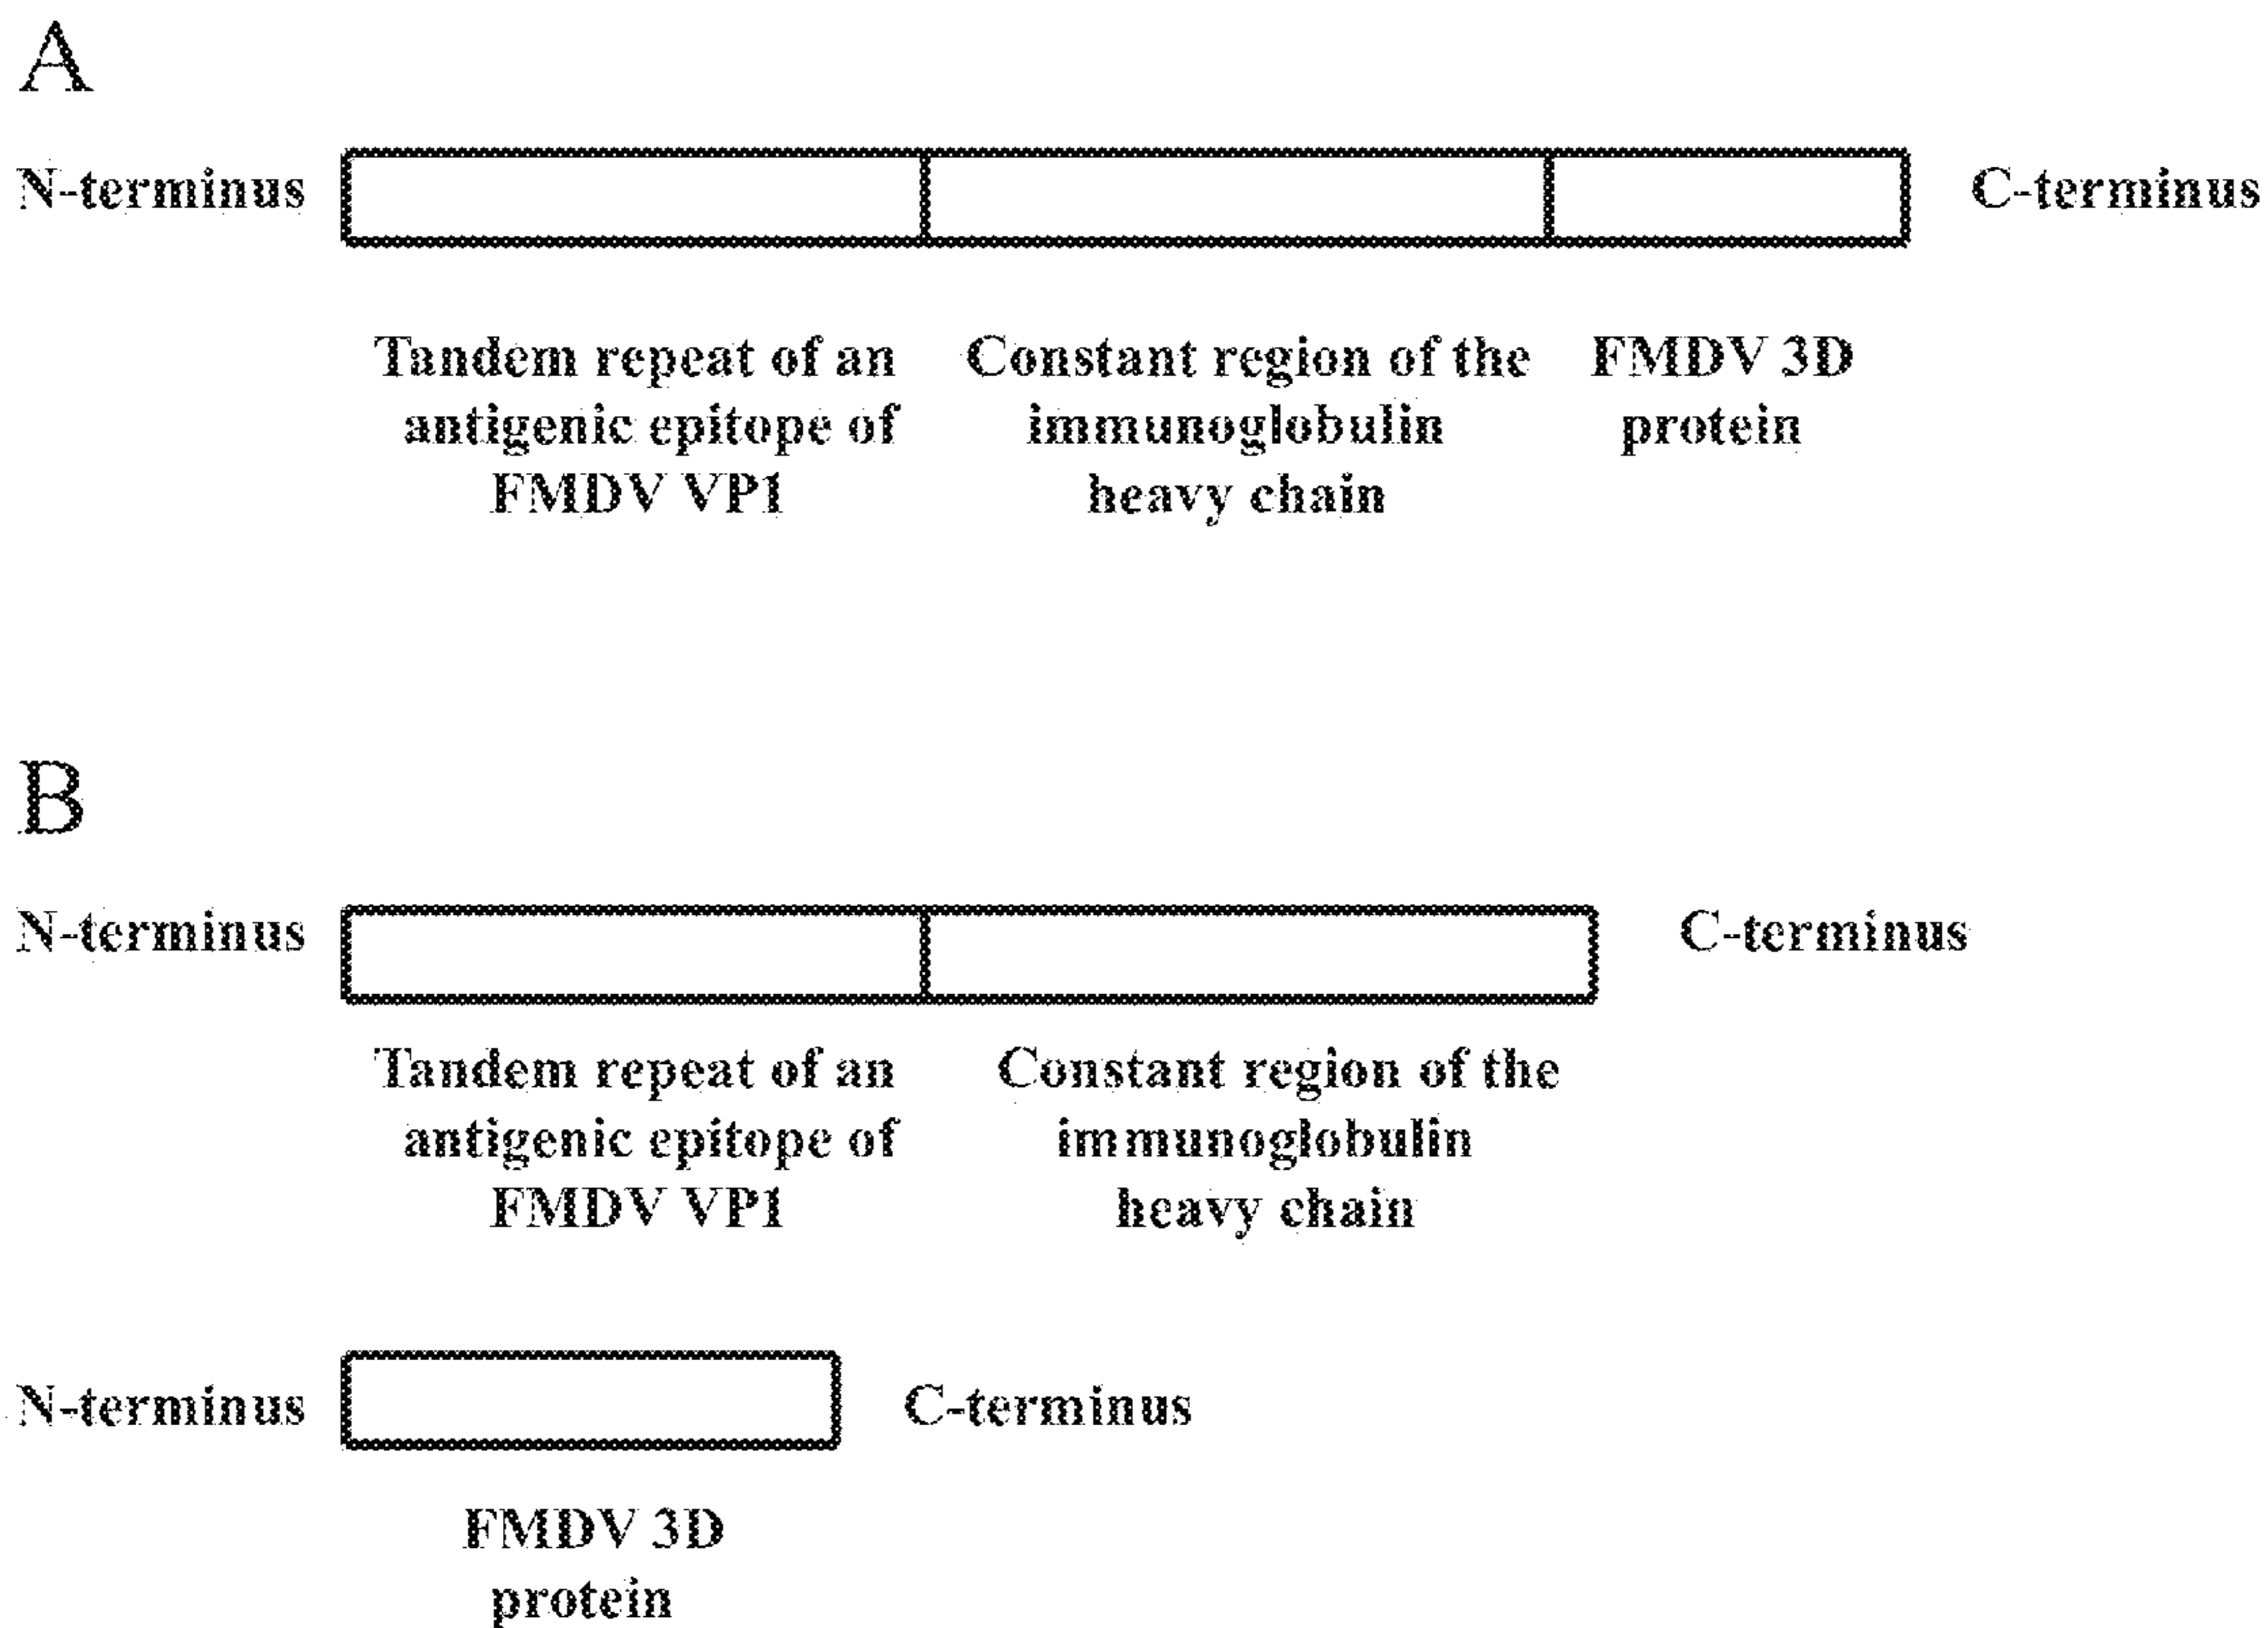 A
N-terminus
C-terminus
Tandem repeat of an
antigenic epitope of
FMDV VP1
Constant region of the
immunoglobulin
heavy chain
FMDV 3D
protein
B
N-terminus
C-terminus
Tandem repeat of an
antigenic epitope of
FMDV VP1
Constant region of the
immunoglobulin
heavy chain
N-terminus
C-terminus
FMDV 3D
protein